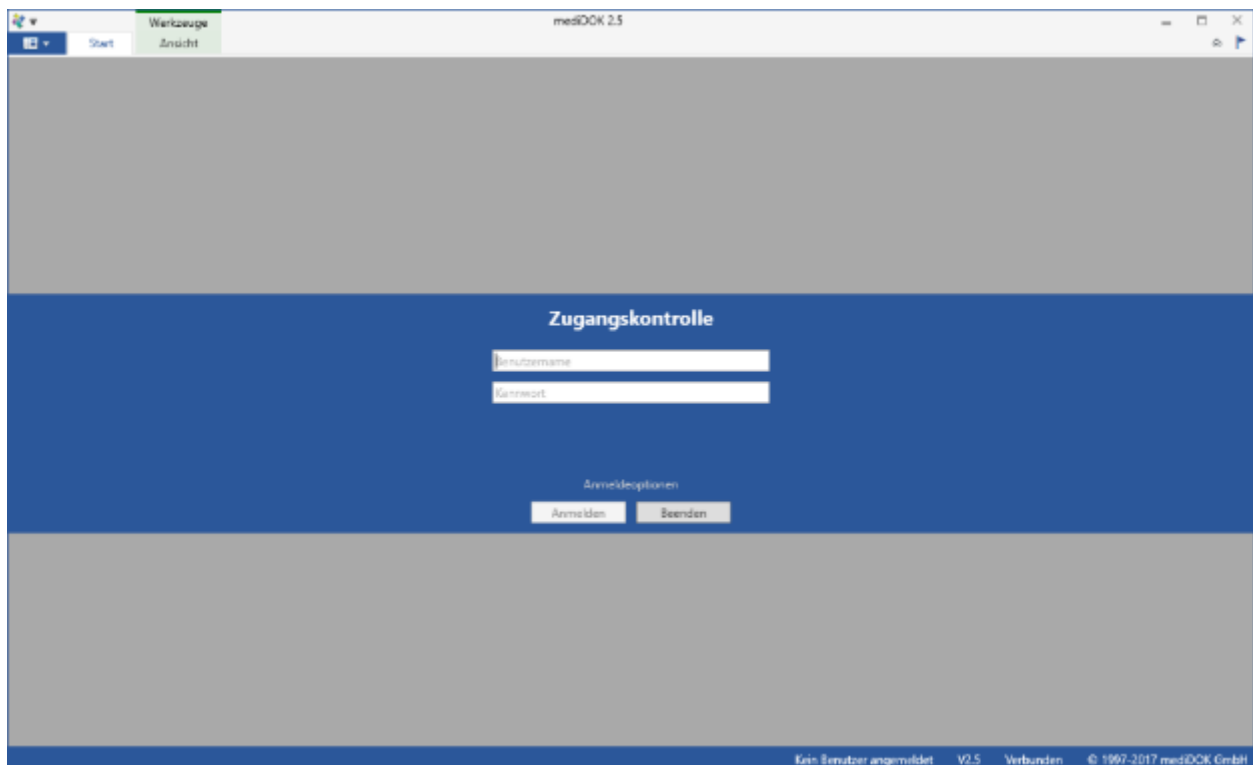 Werkzeuge
mediDOK 2.5
Start
Ansicht
Zugangskontrolle
Benutzername
Kennwort
Anmeldeoptionen
Anmelden
Beenden
Kein Benutzer angemeldet V2.5 Verbunden © 1997-2017 mediDOK GmbH